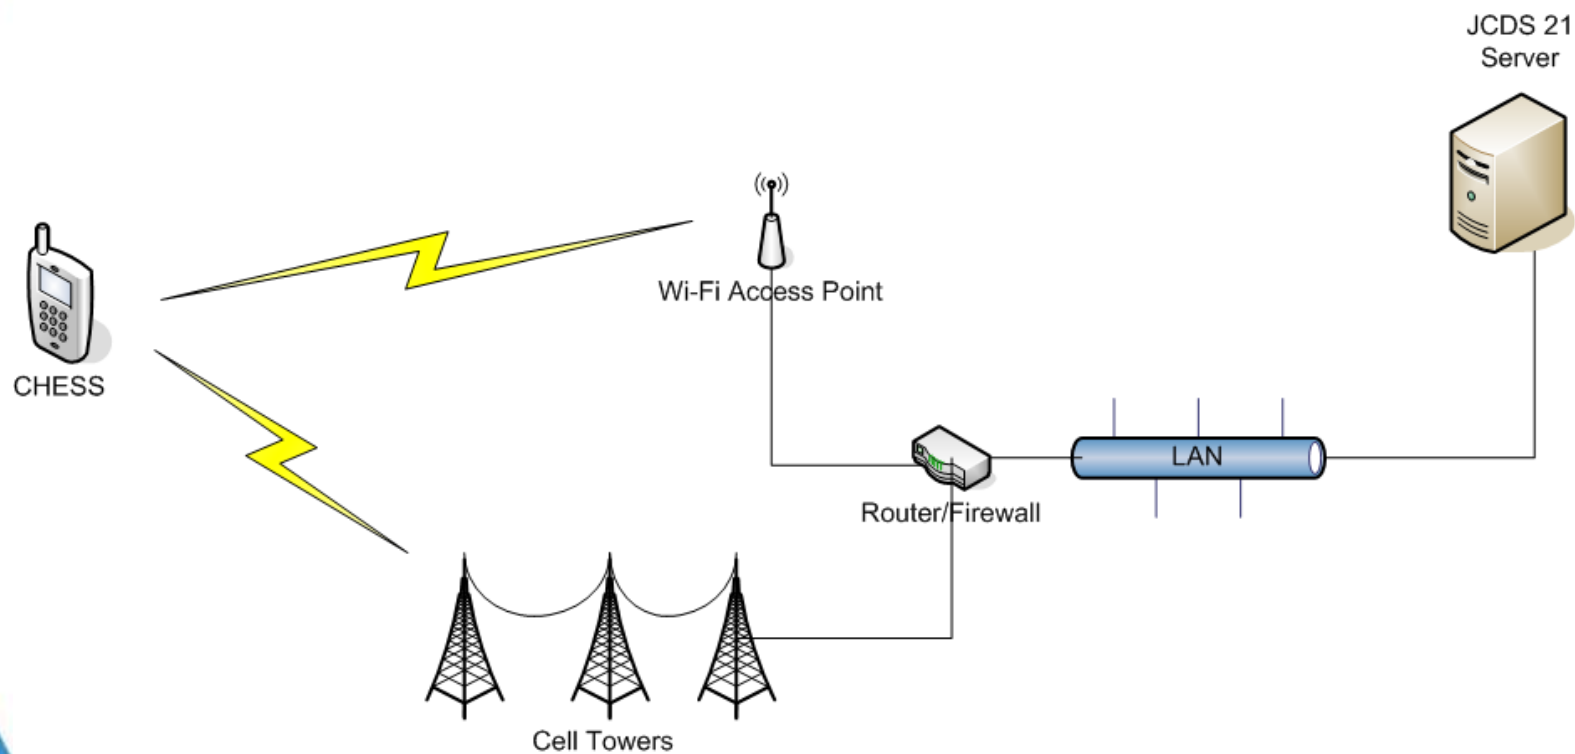 JCDS 21
Server
Wi-Fi Access Point
CHESS
LAN
Router/Firewall
Cell Towers